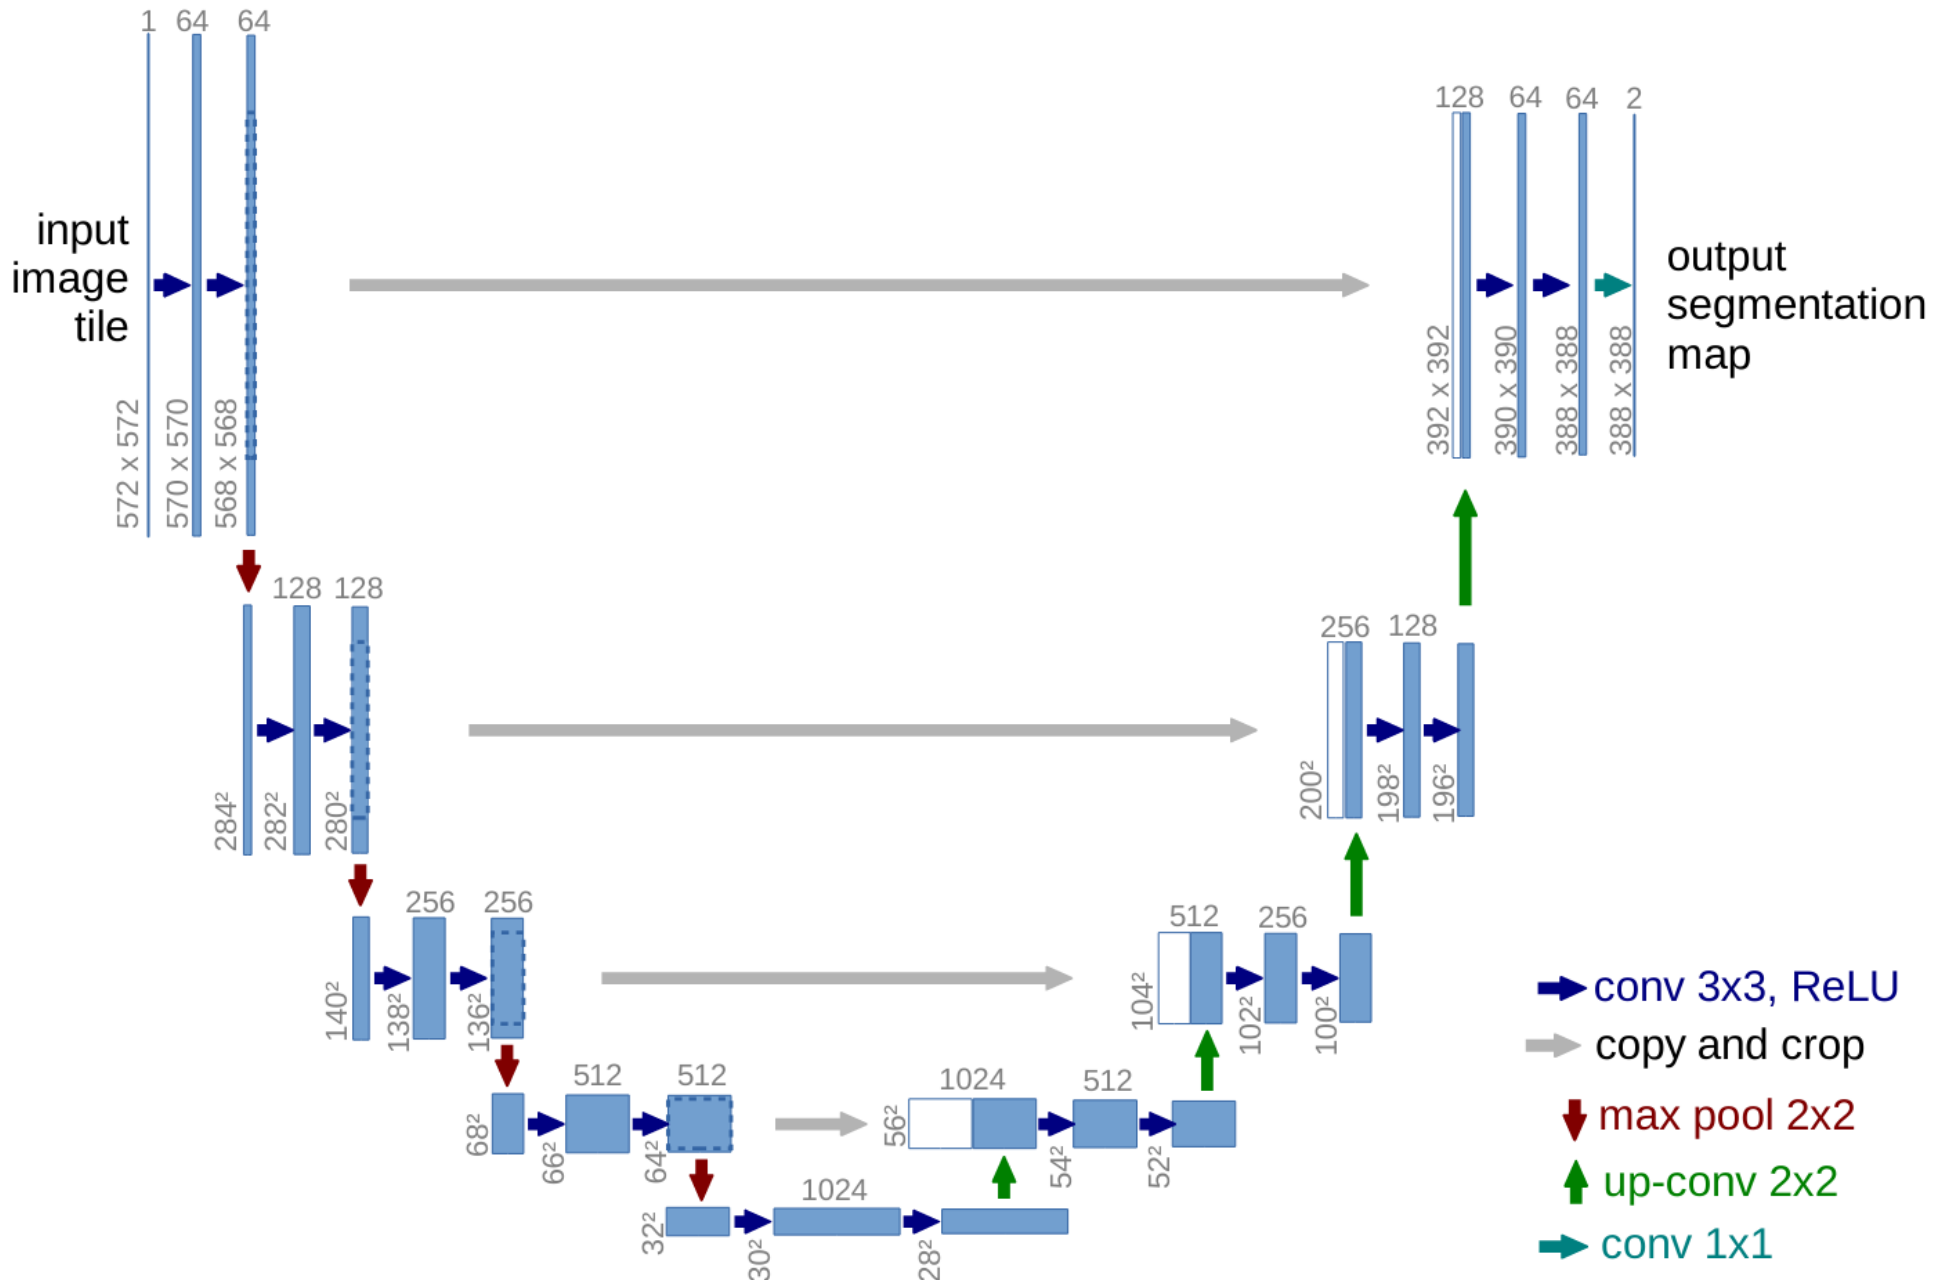 1 64 64
128 64 64 2
input
image
tile
output
segmentation
map
572 x 572
570 x 570
568 x 568
392 x 392
390 x 390
388 x 388
388 x 388
128 128
256 128
284²
282²
280²
200²
198²
196²
256 256
512 256
140²
138²
136²
104²
102²
100²
512 512
1024 512
68²
66²
64²
56²
54²
52²
1024
32²
30²
28²
conv 3x3, ReLU
copy and crop
max pool 2x2
up-conv 2x2
conv 1x1